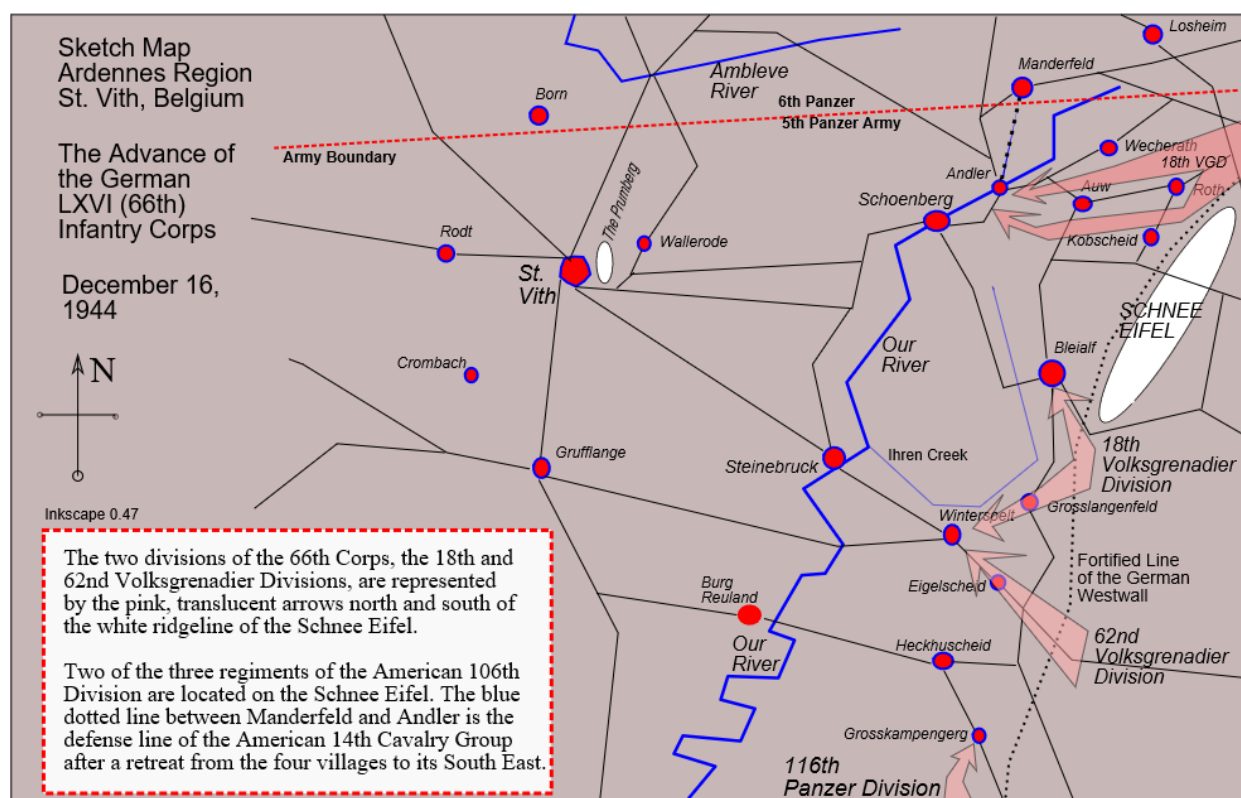 Sketch Map
Ardennes Region
St. Vith, Belgium
The Advance of
the German
LXVI (66th)
Infantry Corps
December 16,
1944
N
Inkscape 0.47
Losheim
Manderfeld
Ambleve
River
Born
6th Panzer
5th Panzer Army
Army Boundary
Wecherath
18th VGD
Andler
Auw
Roth
Schoenberg
The Prumberg
Kobscheid
Rodt
Wallerode
St.
Vith
SCHNEE
EIFEL
Our
River
Bleialf
Crombach
Grufflange
Steinebruck
Ihren Creek
18th
Volksgrenadier
Division
Grosslangenfeld
Winterspelt
Fortified Line
of the German
Westwall
Eigelscheid
Burg
Reuland
Our
River
Heckhuscheid
62nd
Volksgrenadier
Division
Grosskampengerg
116th
Panzer Division
The two divisions of the 66th Corps, the 18th and
62nd Volksgrenadier Divisions, are represented
by the pink, translucent arrows north and south of
the white ridgeline of the Schnee Eifel.
Two of the three regiments of the American 106th
Division are located on the Schnee Eifel. The blue
dotted line between Manderfeld and Andler is the
defense line of the American 14th Cavalry Group
after a retreat from the four villages to its South East.